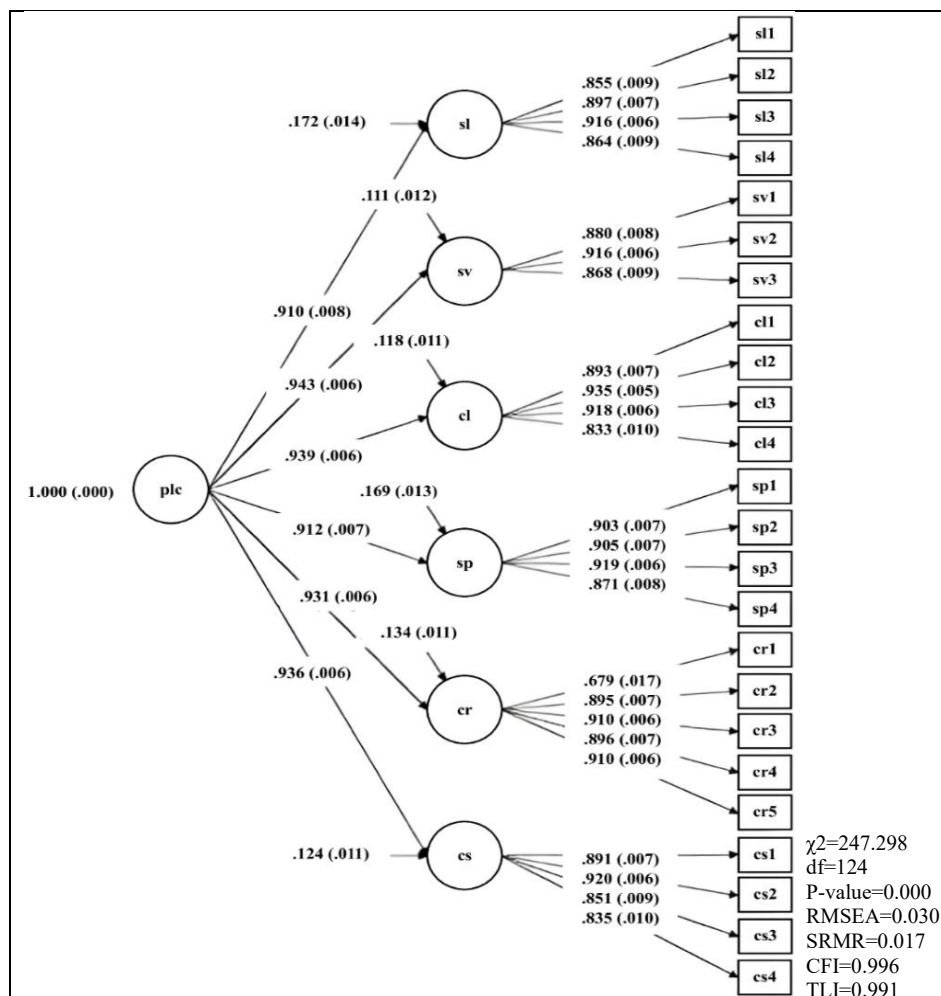 sl1
.855 (.009)
sl2
.897 (.007)
.172 (.014)
sl
.916 (.006)
sl3
.864 (.009)
sl4
.111 (.012)
sv1
.880 (.008)
sv
.916 (.006)
sv2
.868 (.009)
sv3
.910 (.008)
cl1
.118 (.011)
.893 (.007)
cl2
.943 (.006)
.935 (.005)
cl
.918 (.006)
cl3
.833 (.010)
cl4
.939 (.006)
1.000 (.000)
plc
.169 (.013)
sp1
.912 (.007)
.903 (.007)
sp2
sp
.905 (.007)
.919 (.006)
sp3
.871 (.008)
.931 (.006)
sp4
.134 (.011)
cr1
.936 (.006)
.679 (.017)
cr2
.895 (.007)
cr
.910 (.006)
cr3
.896 (.007)
.910 (.006)
cr4
cr5
.124 (.011)
cs
.891 (.007)
cs1
.920 (.006)
cs2
.851 (.009)
.835 (.010)
cs3
cs4
χ2=247.298
df=124
P-value=0.000
RMSEA=0.030
SRMR=0.017
CFI=0.996
TLI=0.991